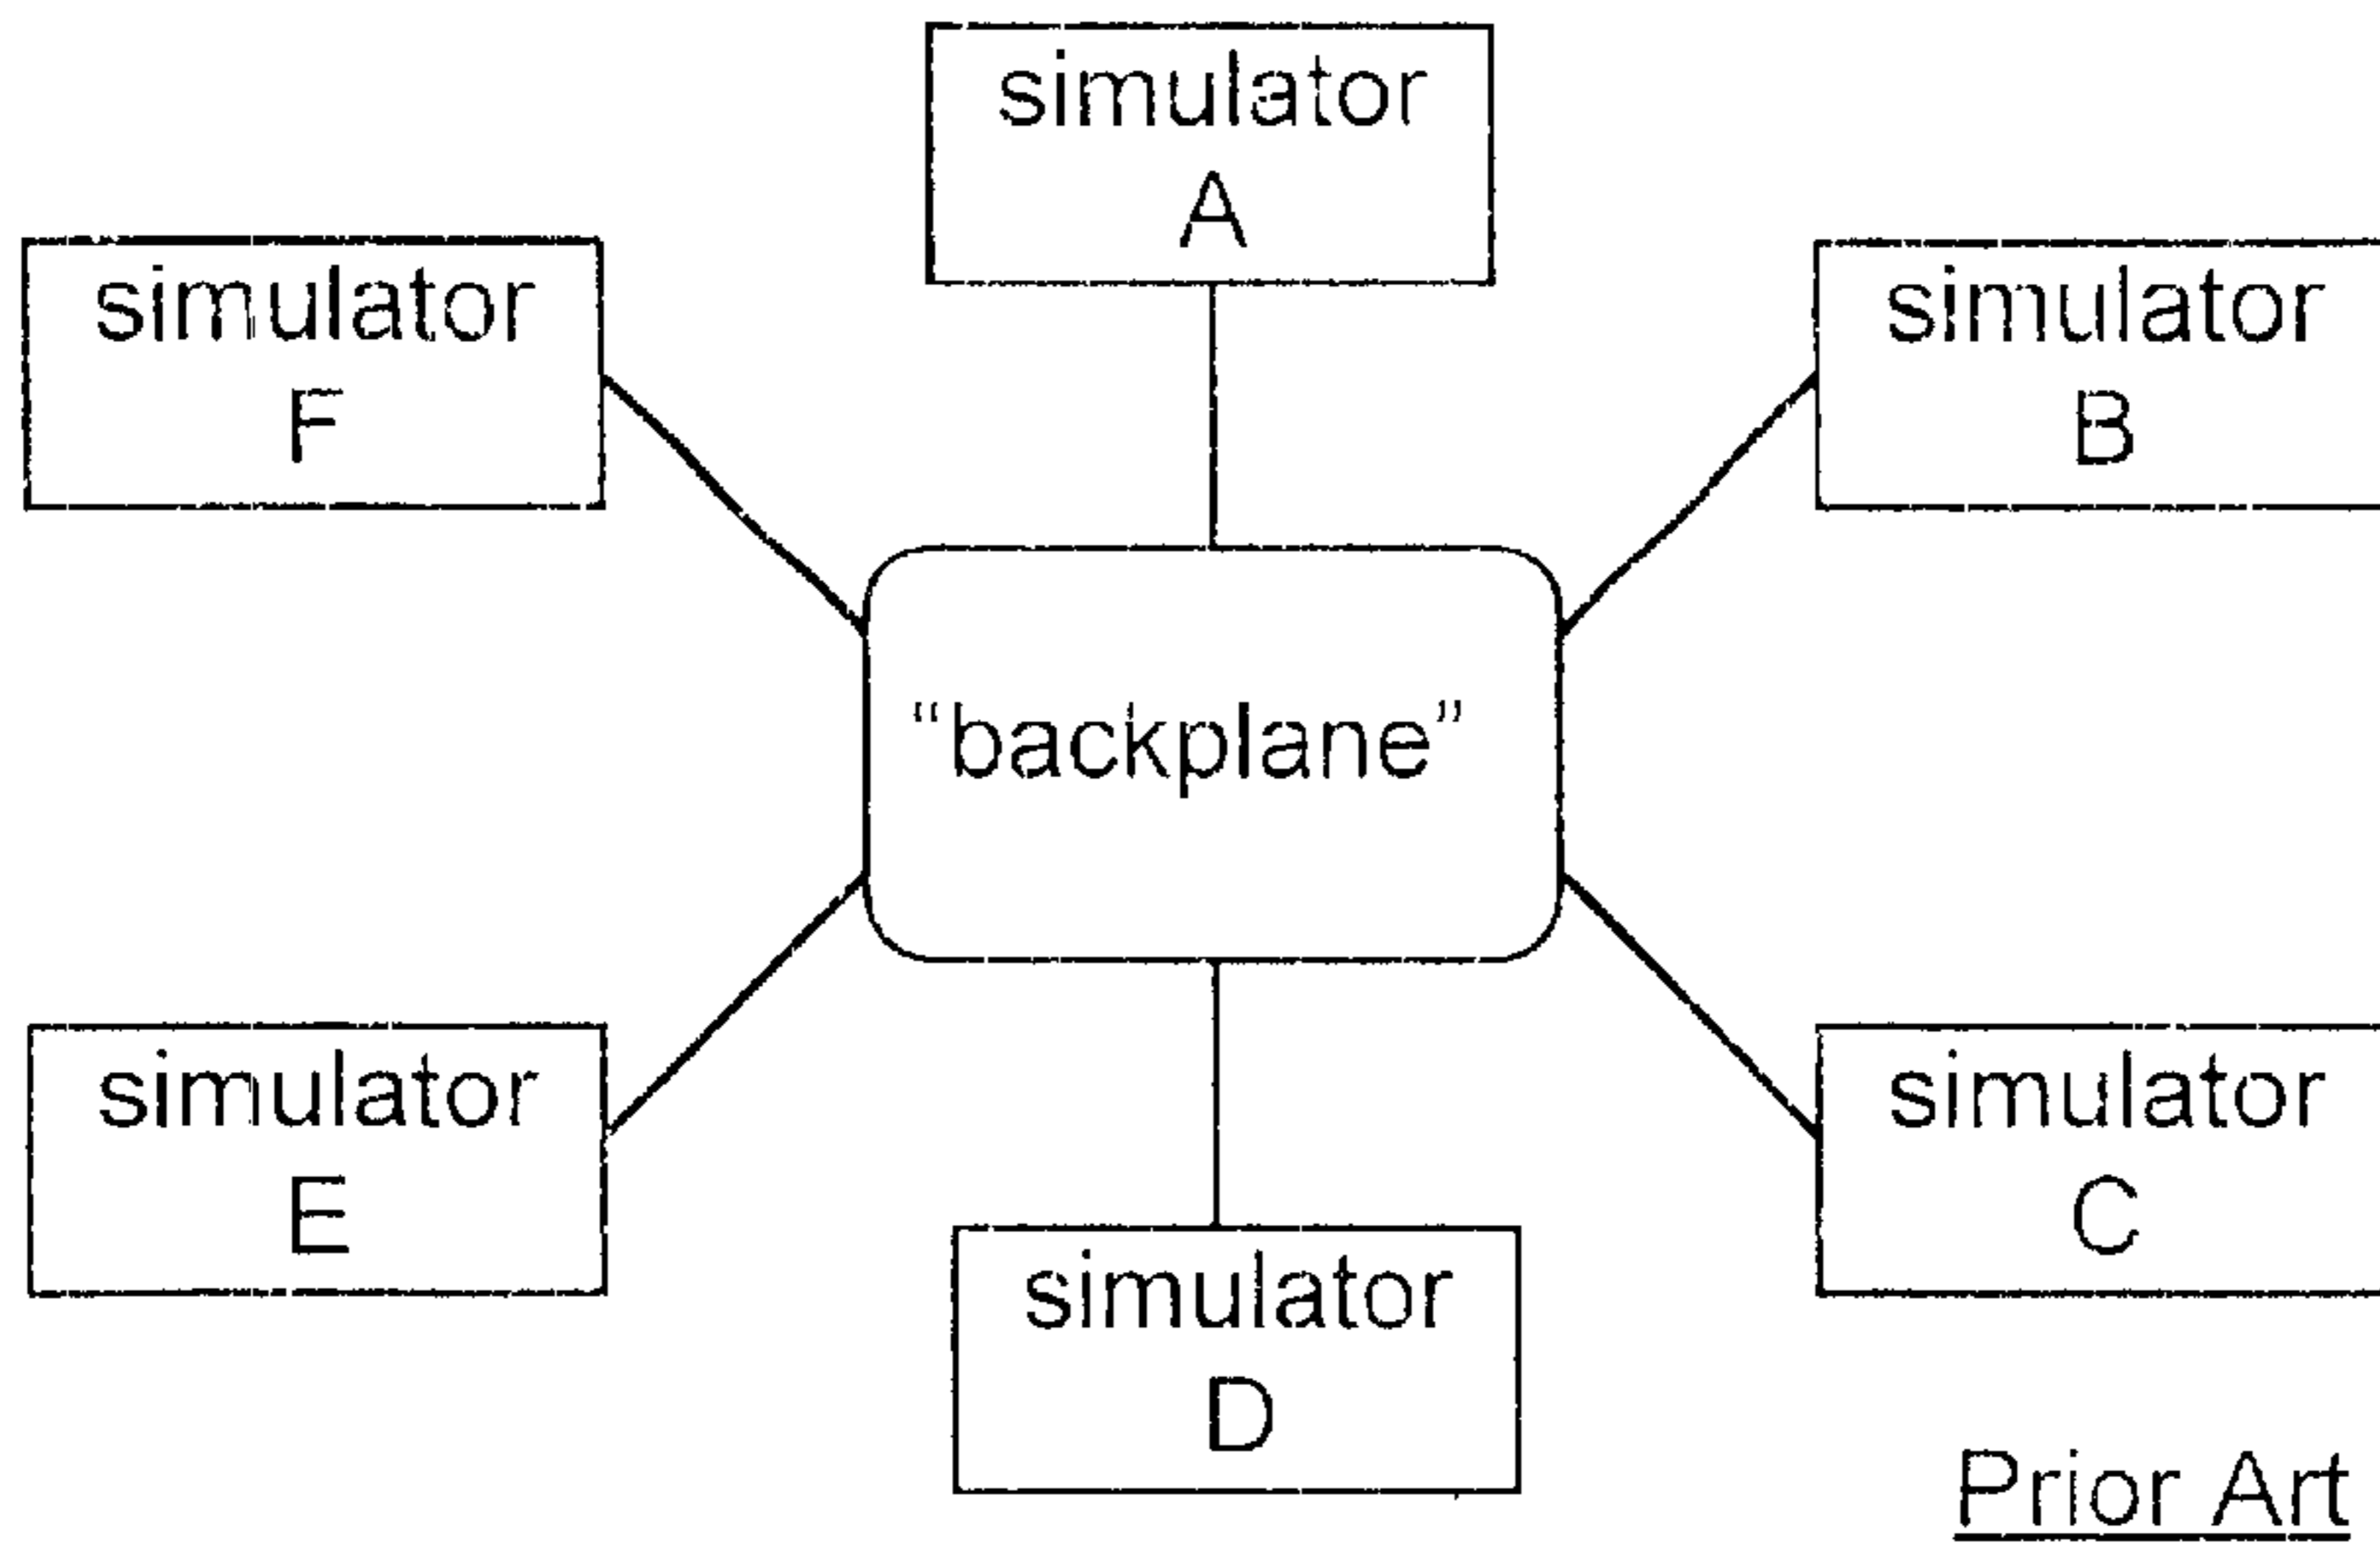 simulator
A
simulator
F
simulator
B
“backplane”
simulator
E
simulator
C
simulator
D
Prior Art